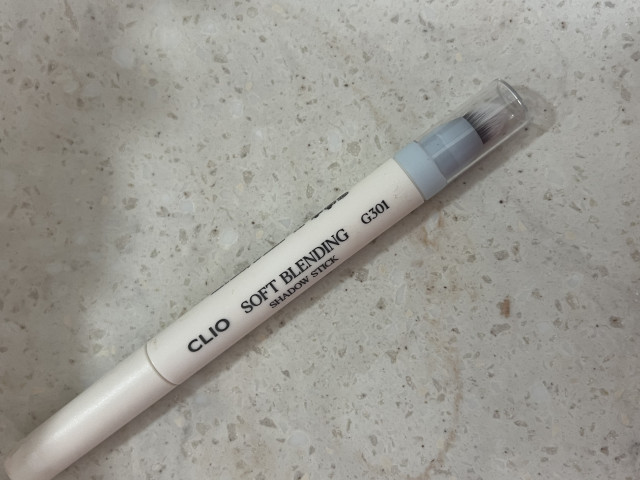 CLIO SOFT BLENDING G301
SHADOW STICK